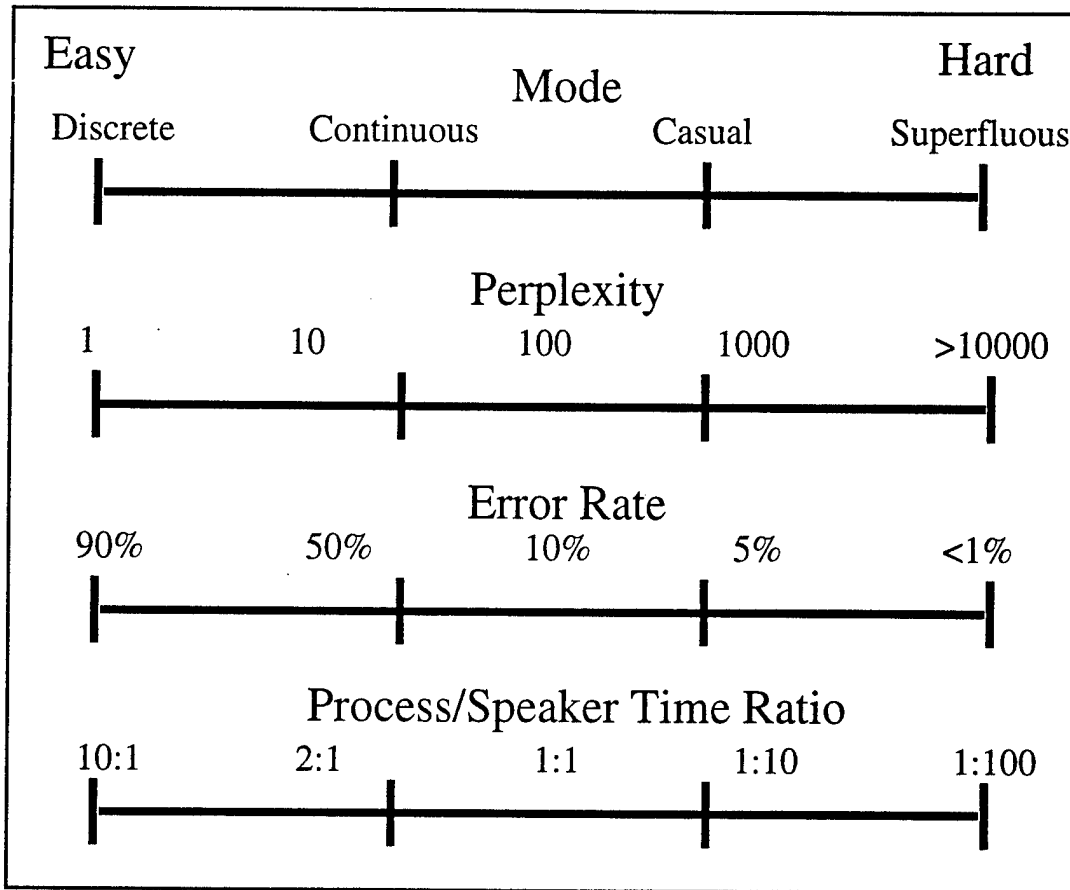 Easy Hard
Mode
Discrete Continuous Casual Superfluous
Perplexity
1 10 100 1000 >10000
Error Rate
90% 50% 10% 5% <1%
Process/Speaker Time Ratio
10:1 2:1 1:1 1:10 1:100